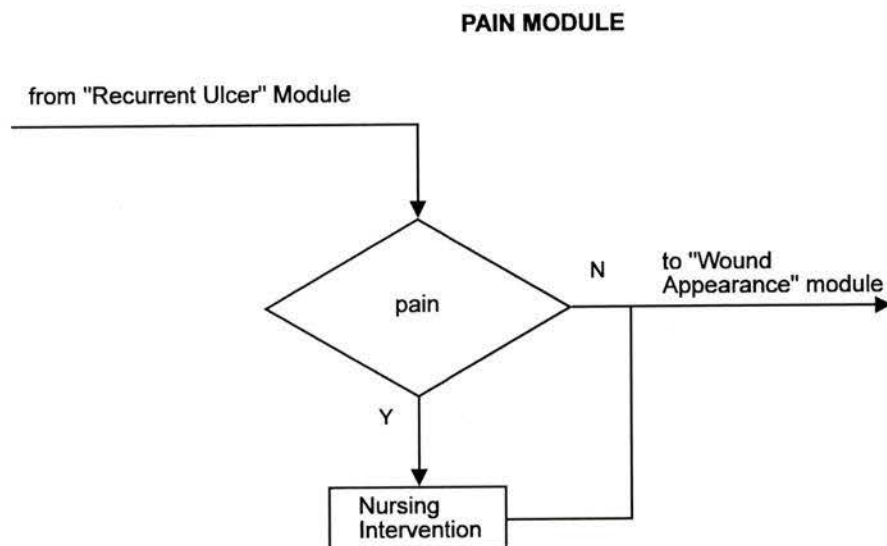 PAIN MODULE
from "Recurrent Ulcer" Module
N
to "Wound
Appearance" module
pain
Y
Nursing
Intervention